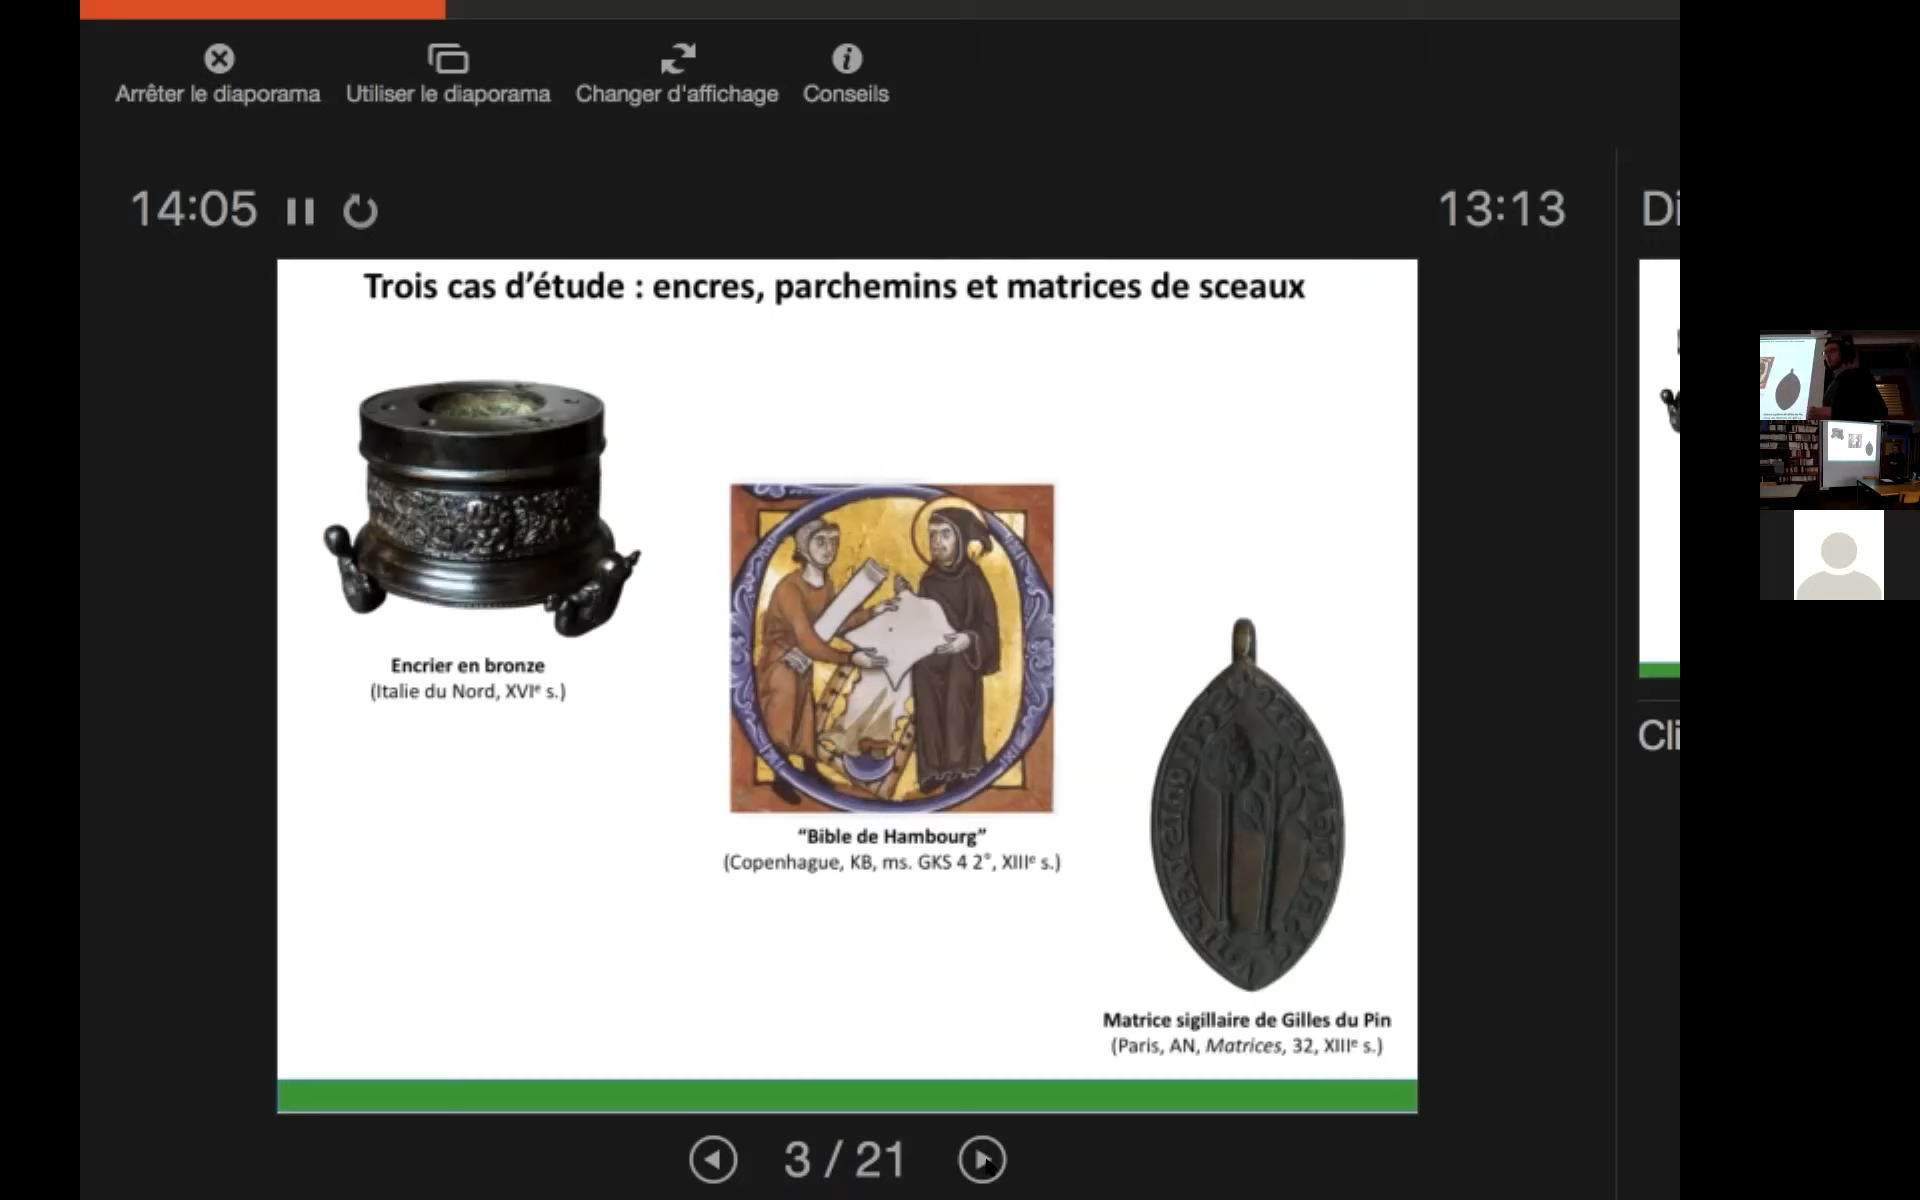 Arrêter le diaporama
Utiliser le diaporama
Changer d'affichage
Conseils
14:05
13:13
Di
Trois cas d'étude : encres, parchemins et matrices de sceaux
Encrier en bronze
(Italie du Nord, XVIe s.)
"Bible de Hambourg"
(Copenhague, KB, ms. GKS 4 2°, XIIIe s.)
Cli
Matrice sigillaire de Gilles du Pin
(Paris, AN, Matrices, 32, XIIIe s.)
3 / 21